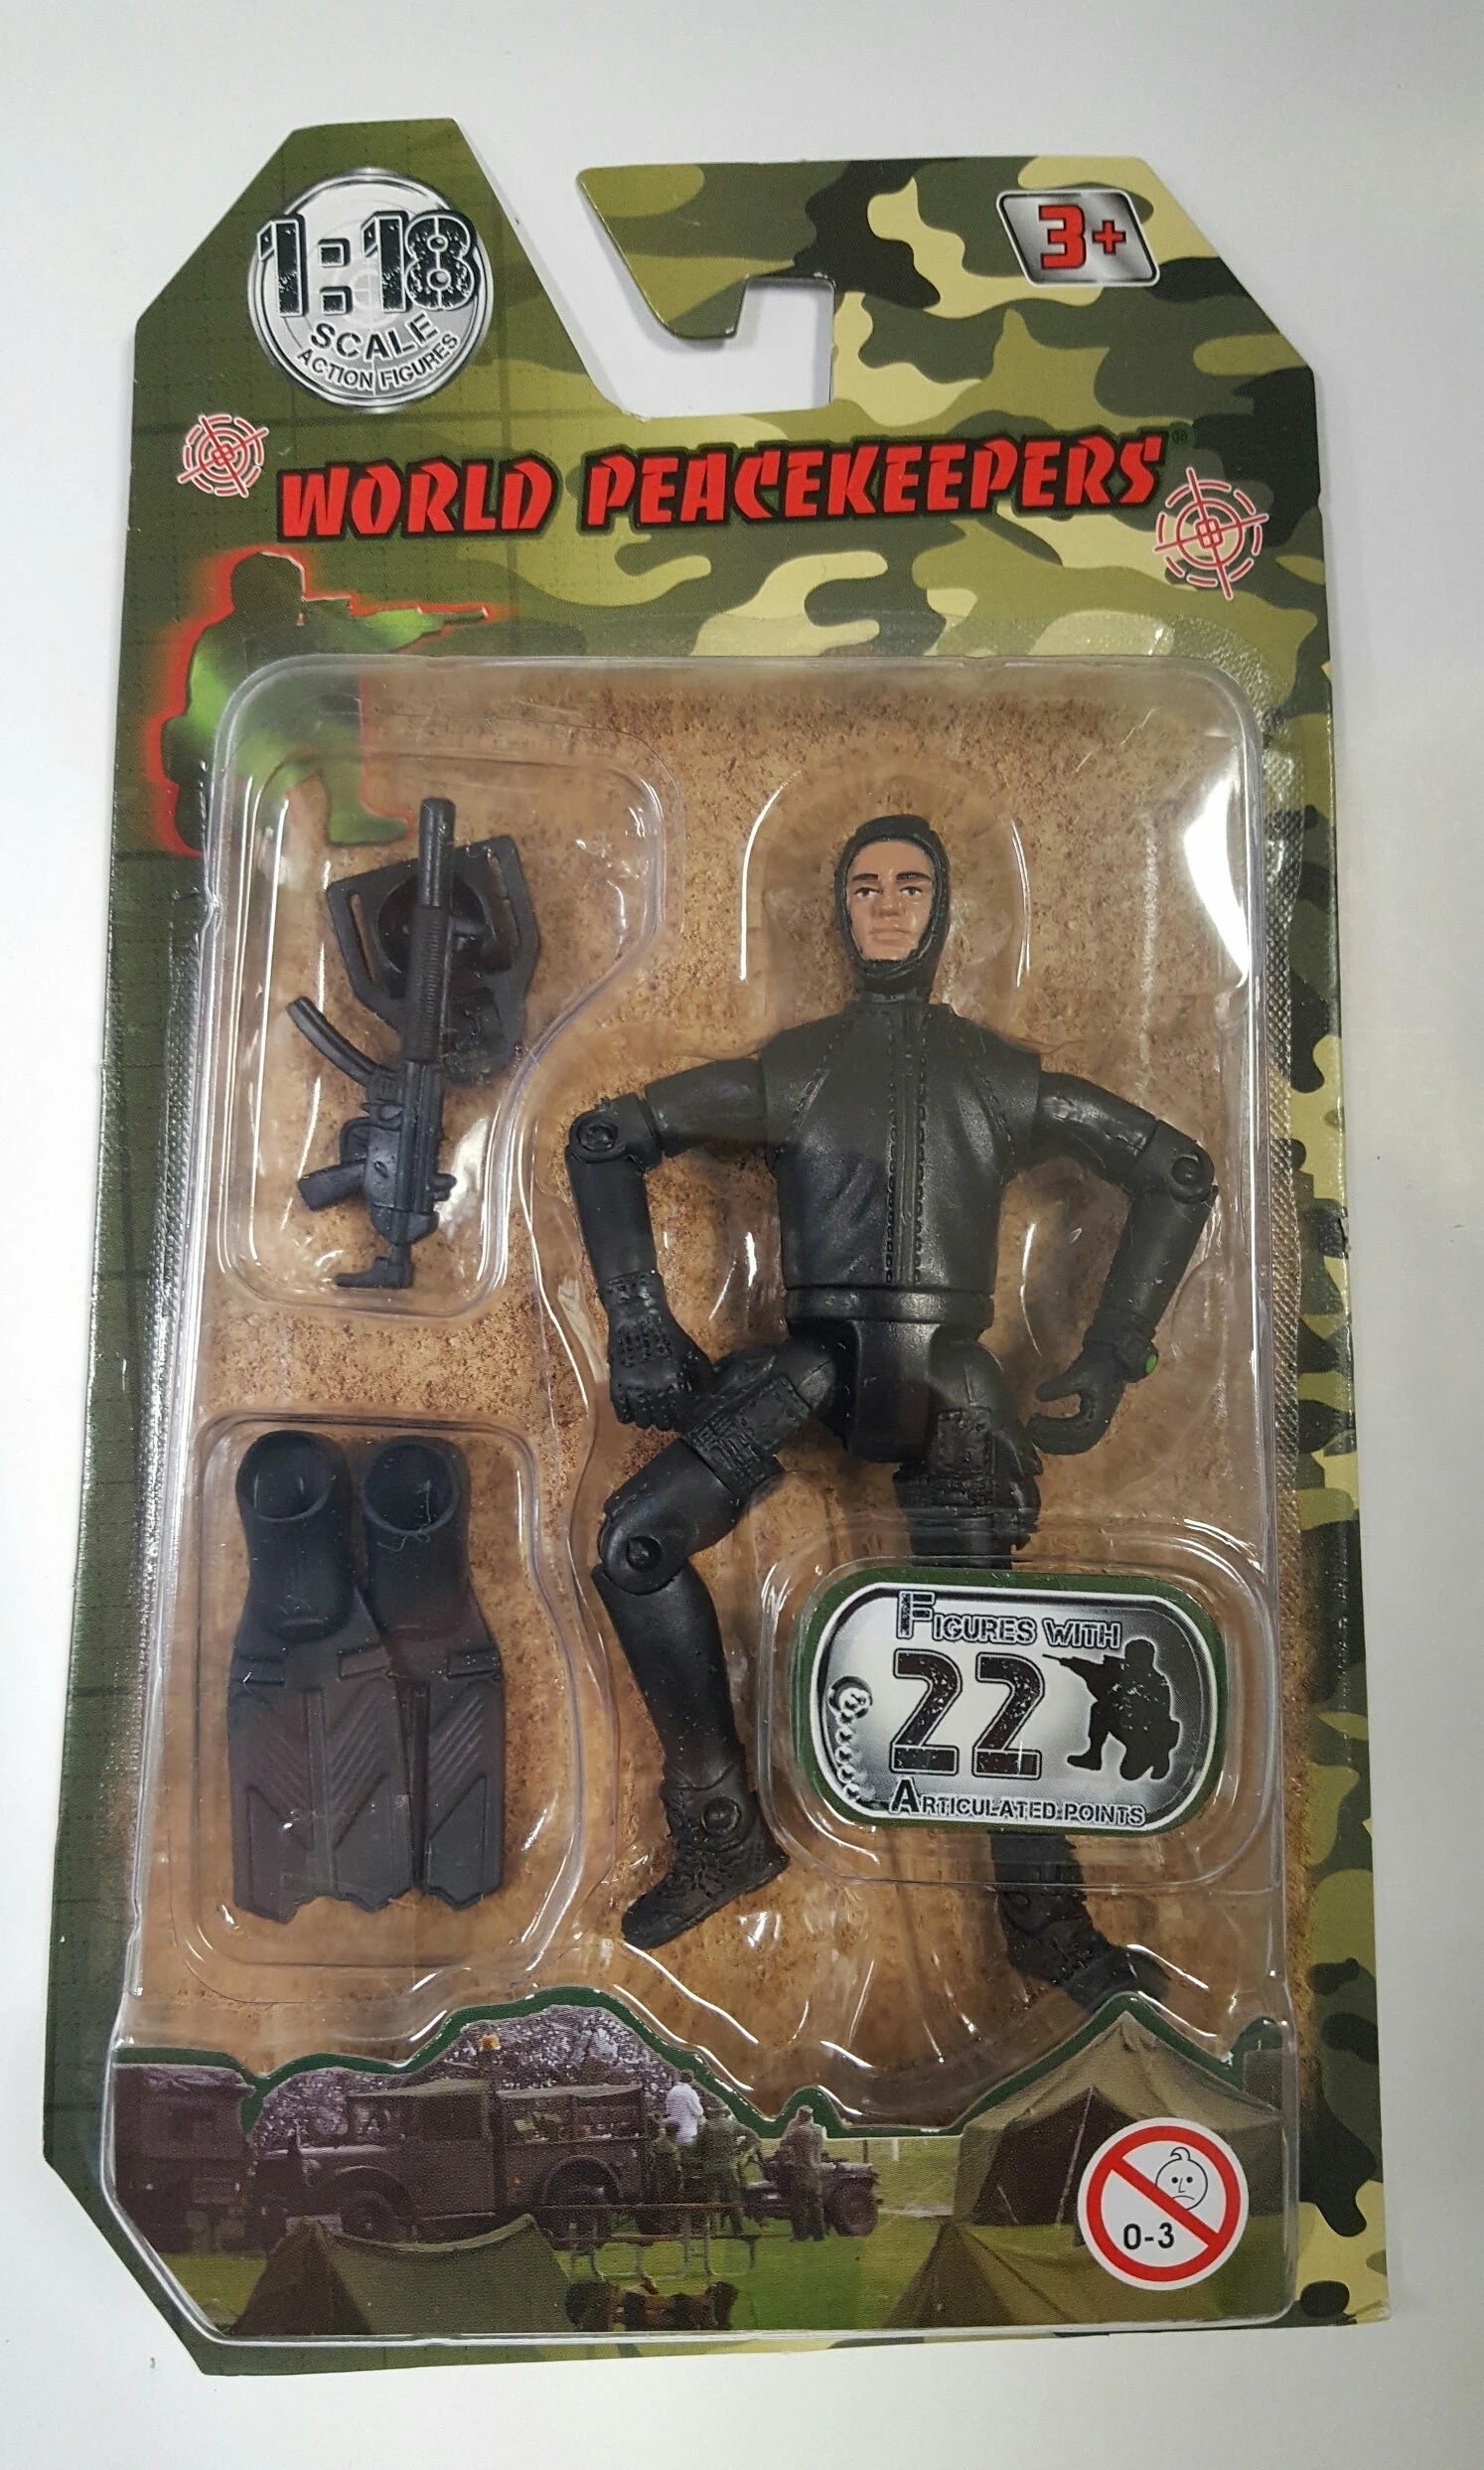 1:18
SCALE
ACTION FIGURES
3+
WORLD PEACEKEEPERS®
FIGURES WITH
22
ARTICULATED POINTS
0-3